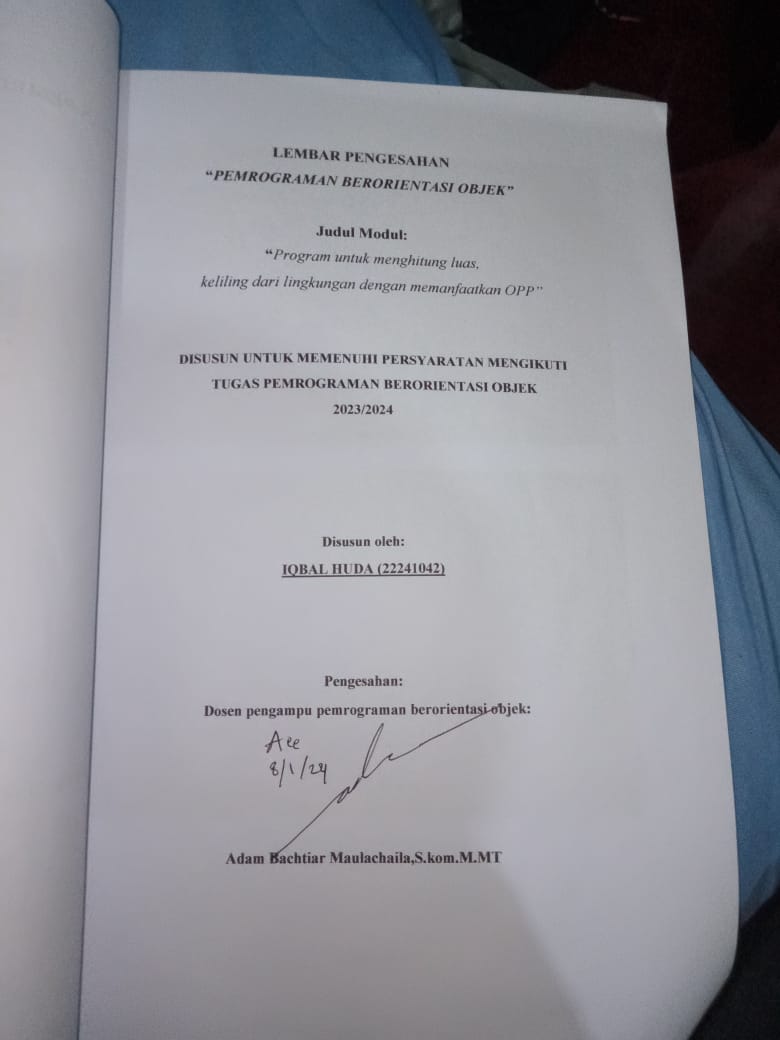 LEMBAR PENGESAHAN
“PEMROGRAMAN BERORIENTASI OBJEK”
Judul Modul:
“Program untuk menghitung luas,
keliling dari lingkungan dengan memanfaatkan OPP”
DISUSUN UNTUK MEMENUHI PERSYARATAN MENGIKUTI
TUGAS PEMROGRAMAN BERORIENTASI OBJEK
2023/2024
Disusun oleh:
IQBAL HUDA (22241042)
Pengesahan:
Dosen pengampu pemrograman berorientasi objek:
Acc
8/1/24
Adam Bachtiar Maulachaila,S.kom.M.MT